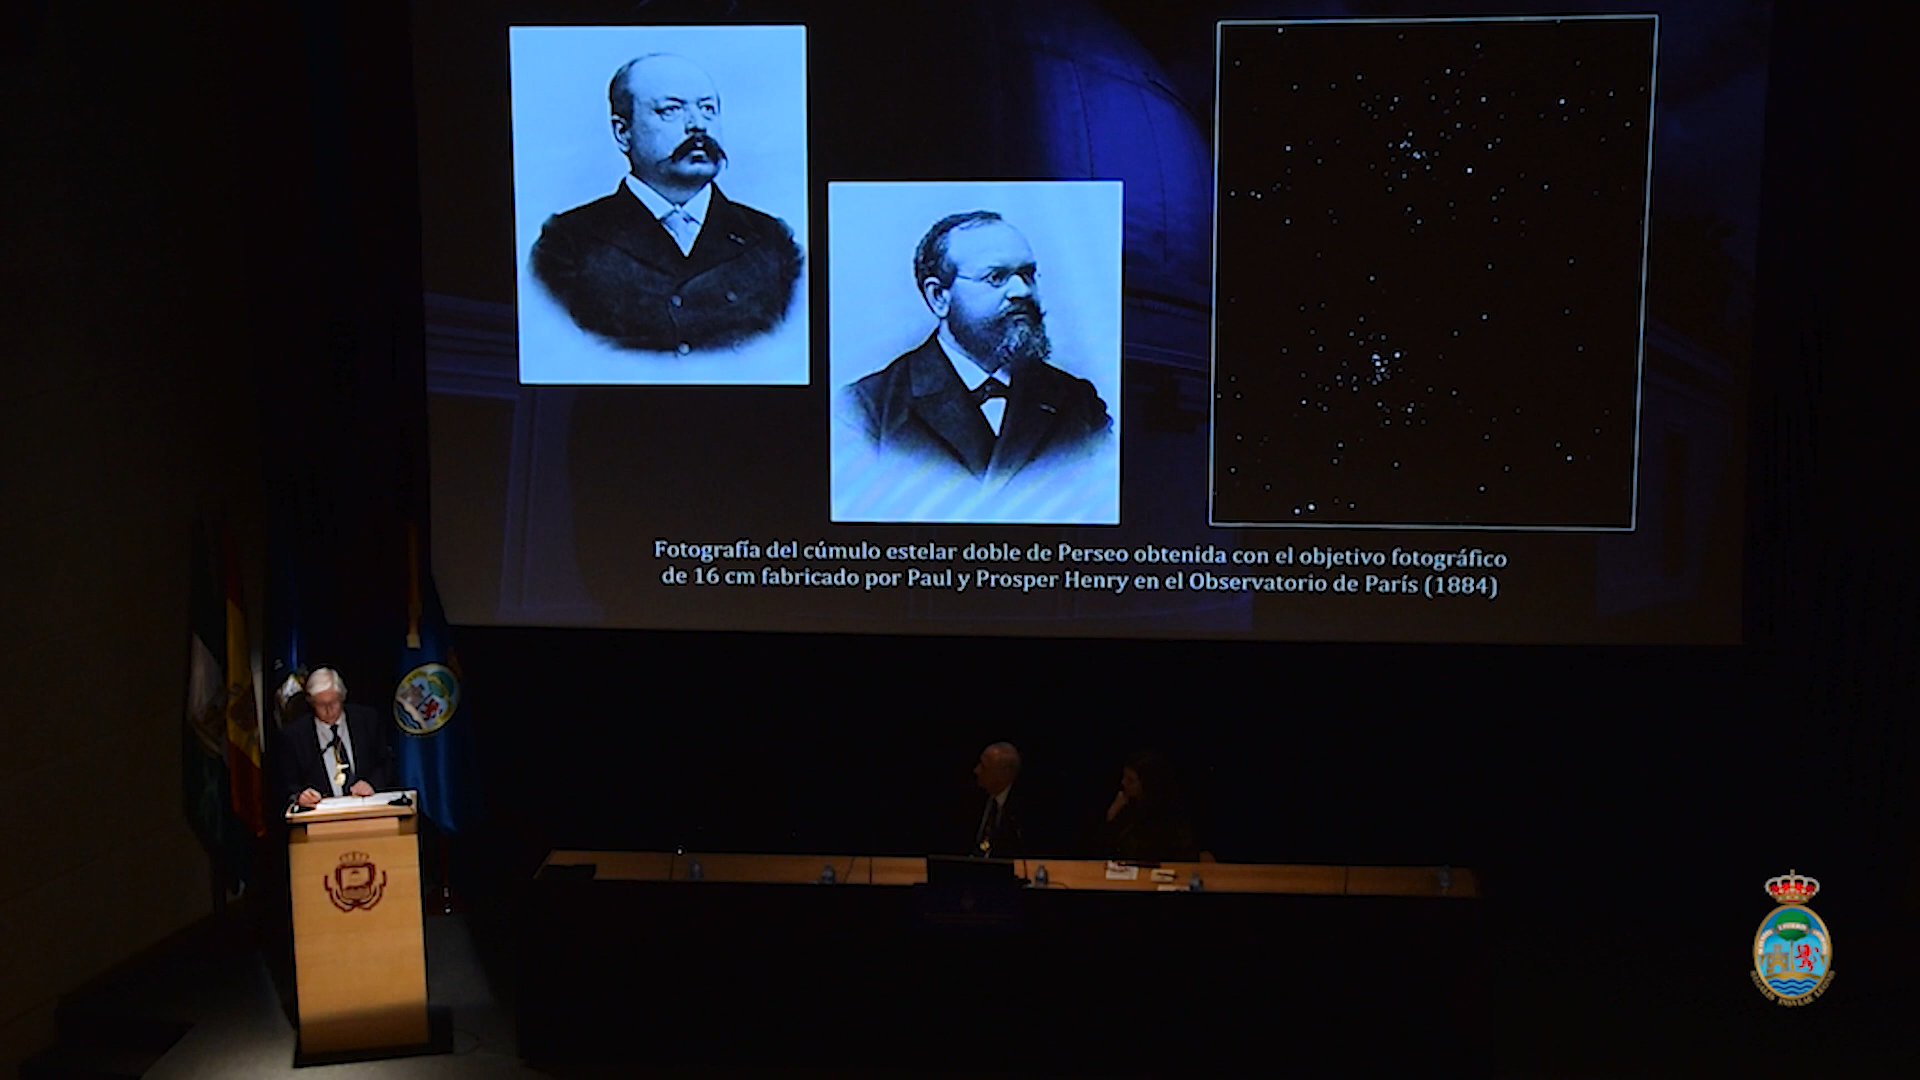 Fotografía del cúmulo estelar doble de Perseo obtenida con el objetivo fotográfico
de 16 cm fabricado por Paul y Prosper Henry en el Observatorio de París (1884)